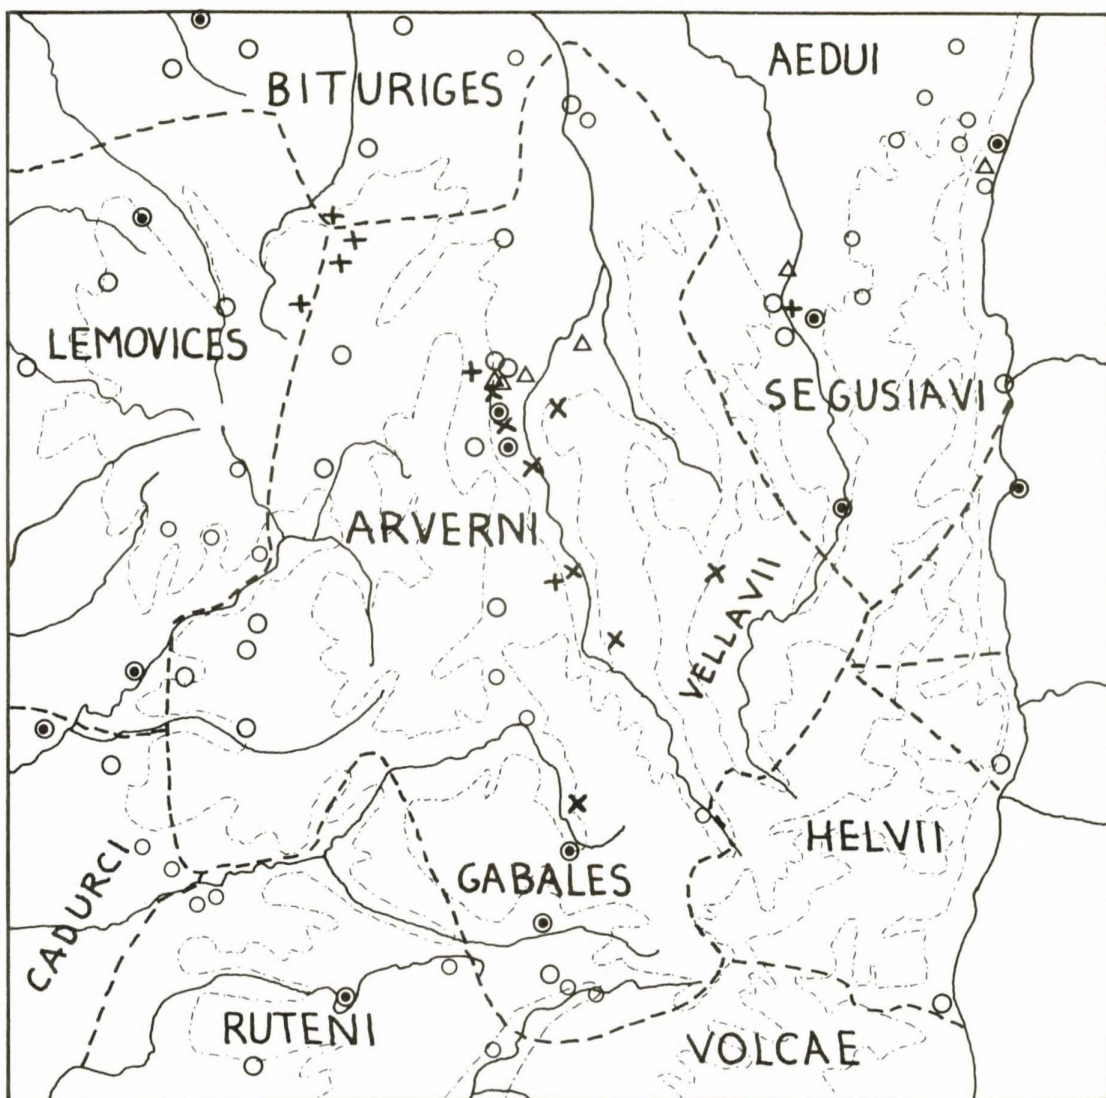 AEDUI
BITURIGES
LEMOVICES
SEGUSIAVI
ARVERNI
VELLAVII
HELVII
GABALES
CADURCI
RUTENI
VOLCAE